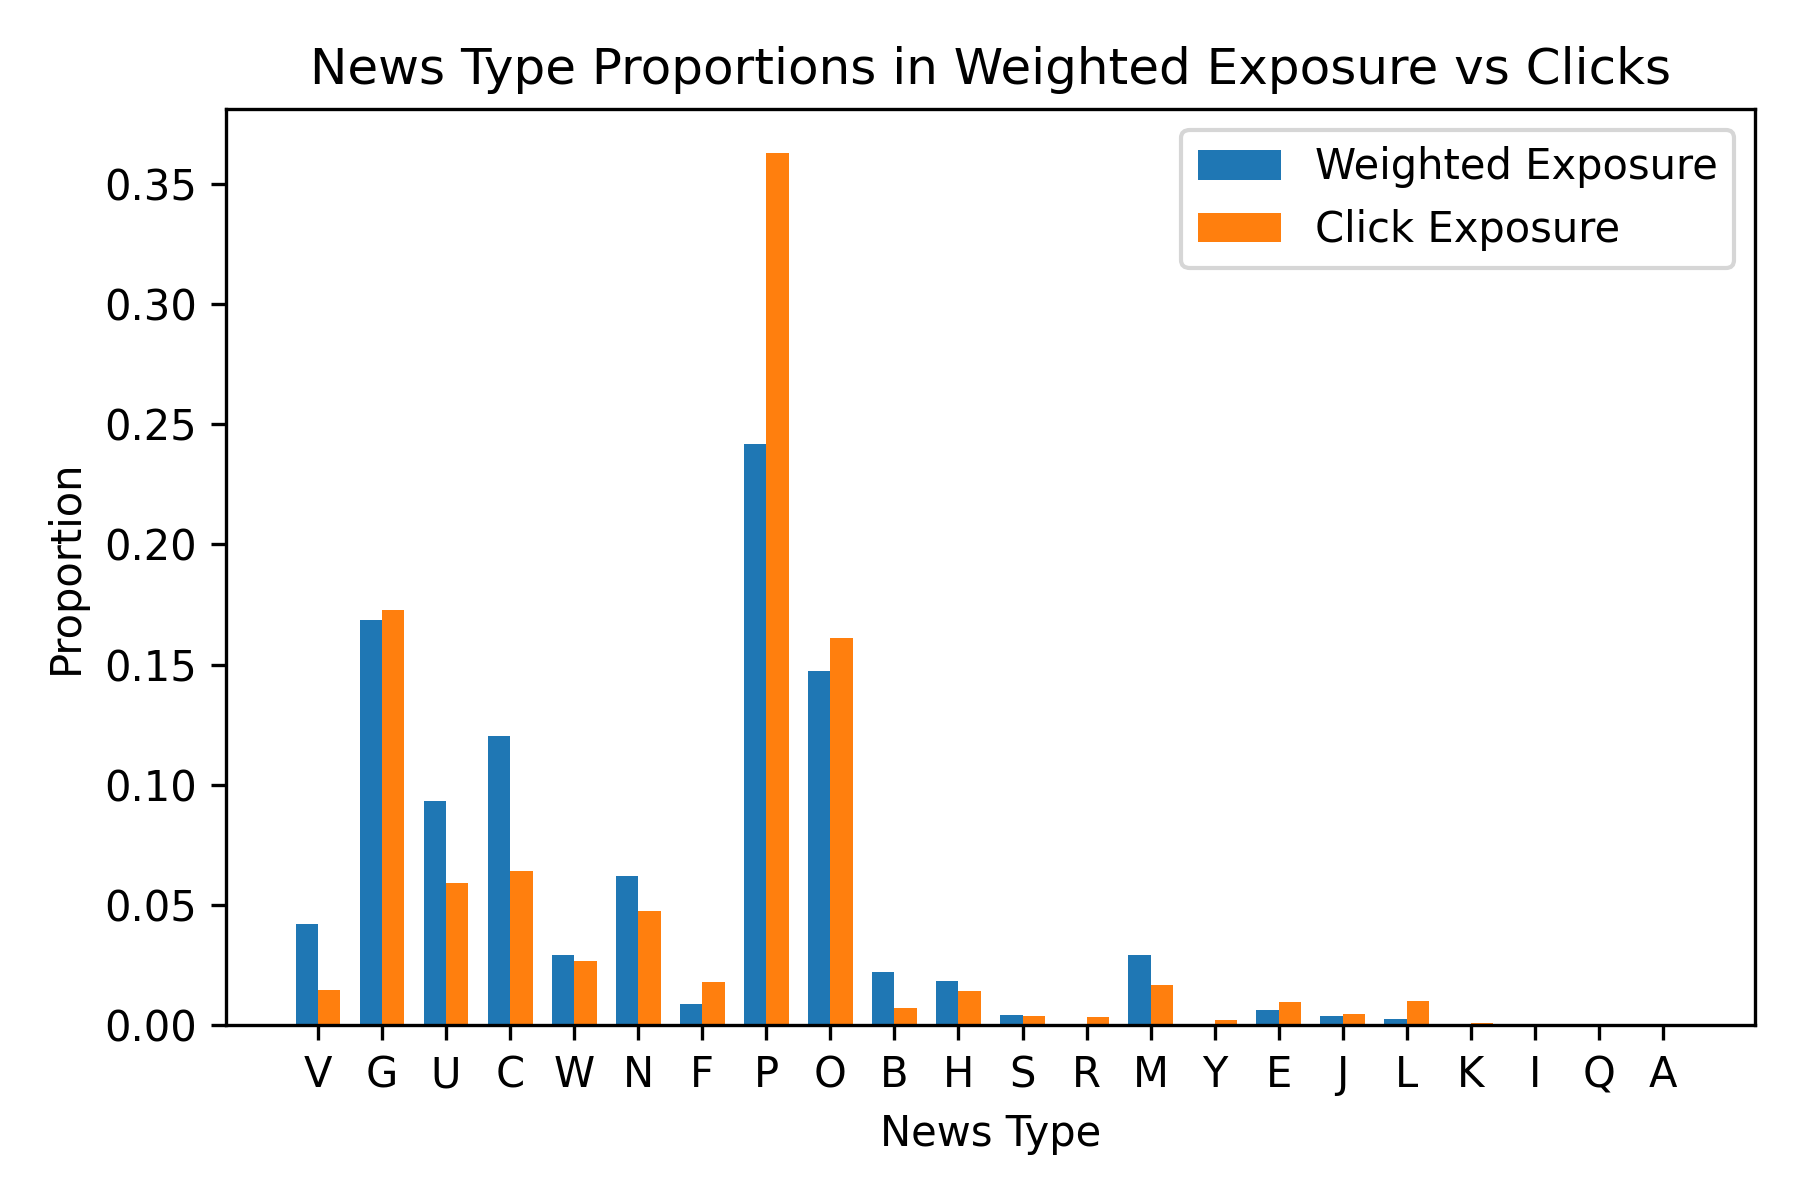 News Type Proportions in Weighted Exposure vs Clicks
Weighted Exposure
Click Exposure
Proportion
0.35
0.30
0.25
0.20
0.15
0.10
0.05
0.00
V G U C W N F P O B H S R M Y E J L K I Q A
News Type